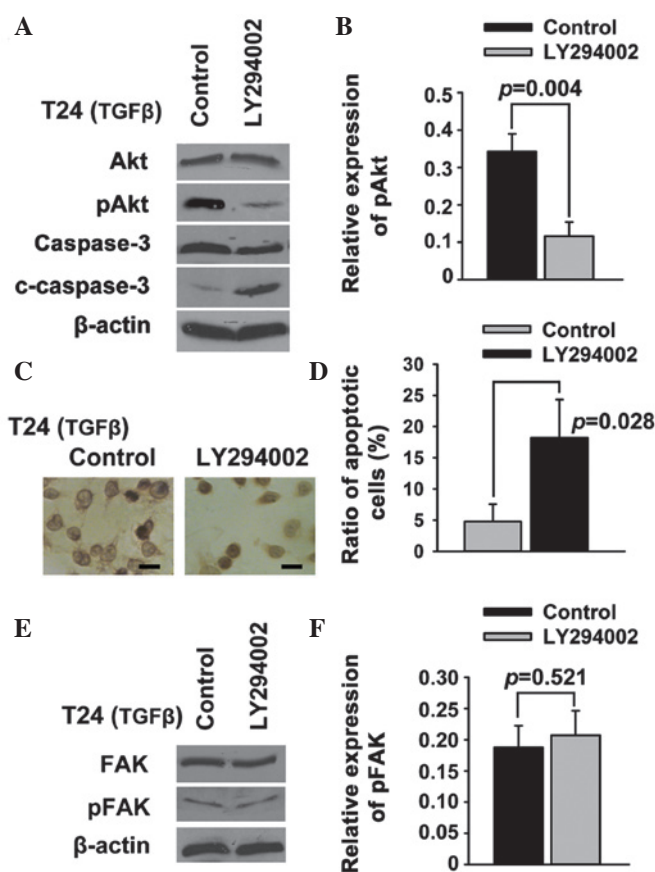 A
T24 (TGFβ)
Control
LY294002
Akt
pAkt
Caspase-3
c-caspase-3
β-actin
B
Control
LY294002
p=0.004
Relative expression
of pAkt
0.5
0.4
0.3
0.2
0.1
0
C
T24 (TGFβ)
Control LY294002
D
Control
LY294002
p=0.028
Ratio of apoptotic
cells (%)
30
25
20
15
10
5
0
E
T24 (TGFβ)
Control
LY294002
FAK
pFAK
β-actin
F
Control
LY294002
p=0.521
Relative expression
of pFAK
0.30
0.25
0.20
0.15
0.10
0.05
0